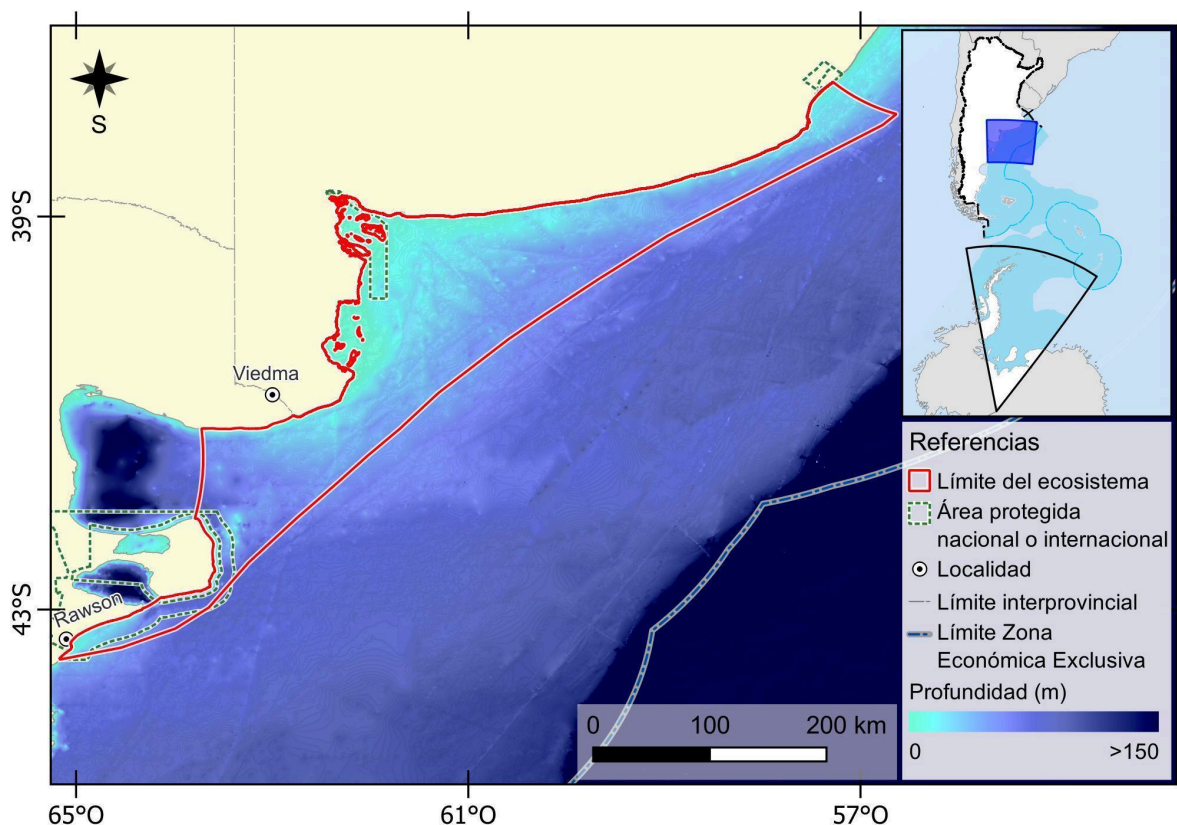 S
39°S
43°S
Viedma
Rawson
65°O
61°O
57°O
0
100
200 km
Referencias
Límite del ecosistema
Área protegida
nacional o internacional
Localidad
Límite interprovincial
Límite Zona
Económica Exclusiva
Profundidad (m)
0
>150